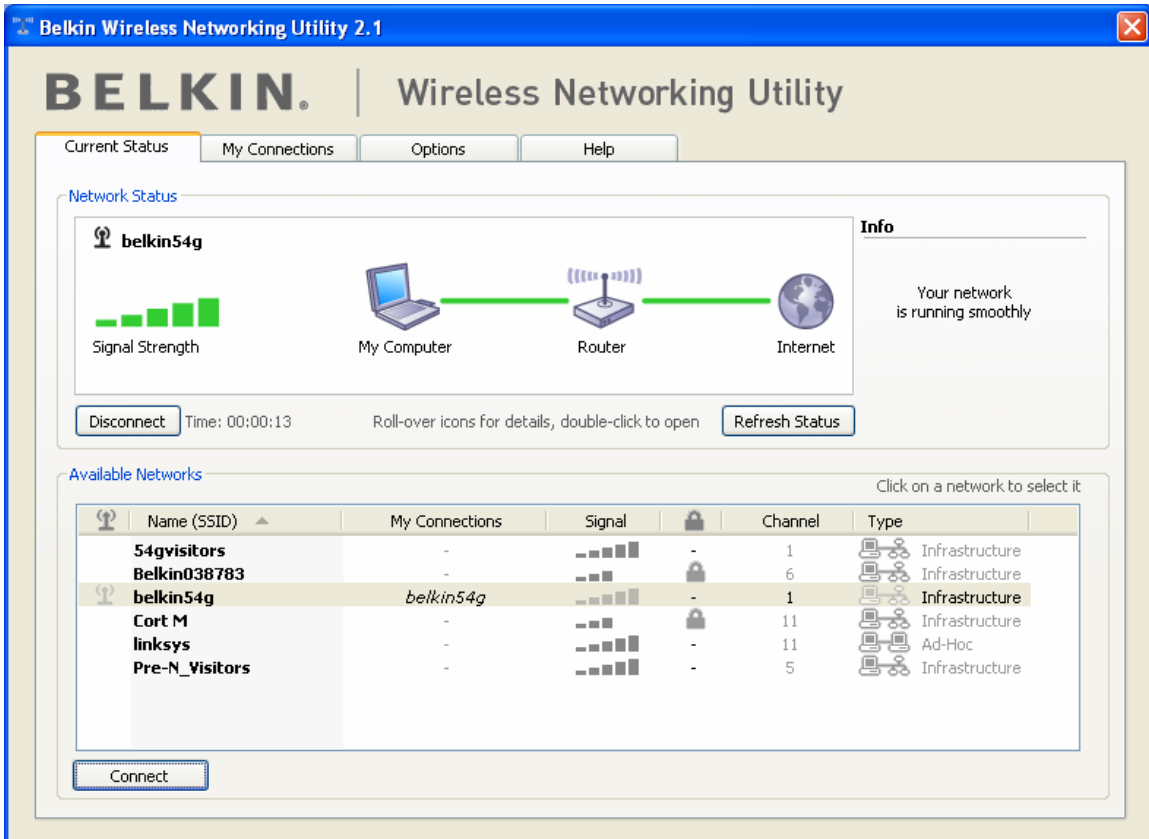 Belkin Wireless Networking Utility 2.1
BELKIN. | Wireless Networking Utility
Current Status My Connections Options Help
Network Status
belkin54g
Info
Your network
is running smoothly
Signal Strength My Computer Router Internet
Disconnect Time: 00:00:13 Roll-over icons for details, double-click to open Refresh Status
Available Networks
Click on a network to select it
Name (SSID) My Connections Signal Channel Type
54gvisitors - - 1 Infrastructure
Belkin038783 - 6 Infrastructure
belkin54g belkin54g - 1 Infrastructure
Cort M - 11 Infrastructure
linksys - - 11 Ad-Hoc
Pre-N_Visitors - - 5 Infrastructure
Connect